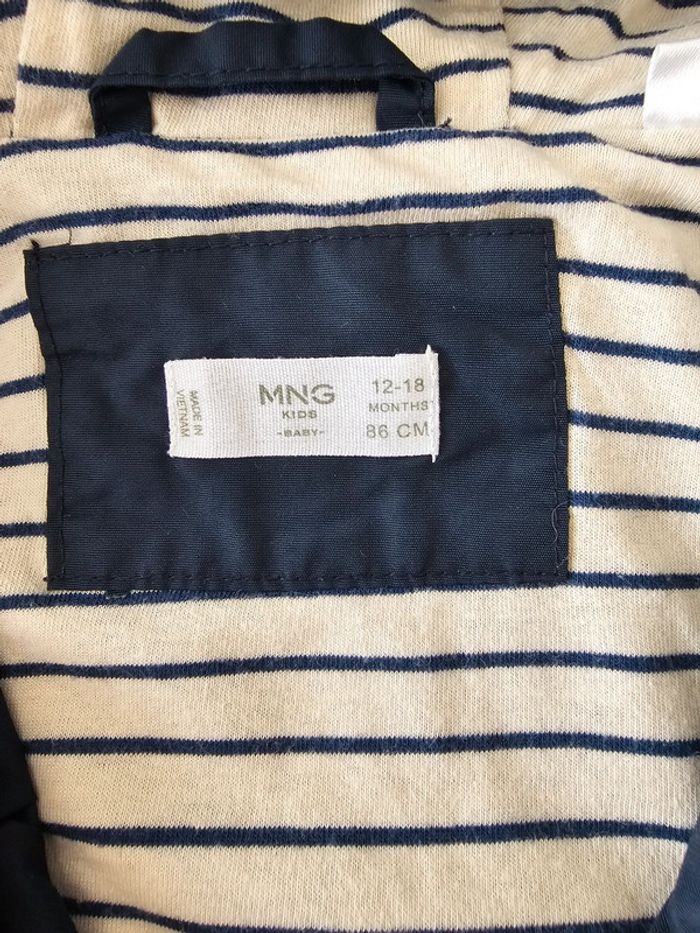 MADE IN
VIETNAM
MNG
KIDS
-BABY-
12-18
MONTHS
86 CM